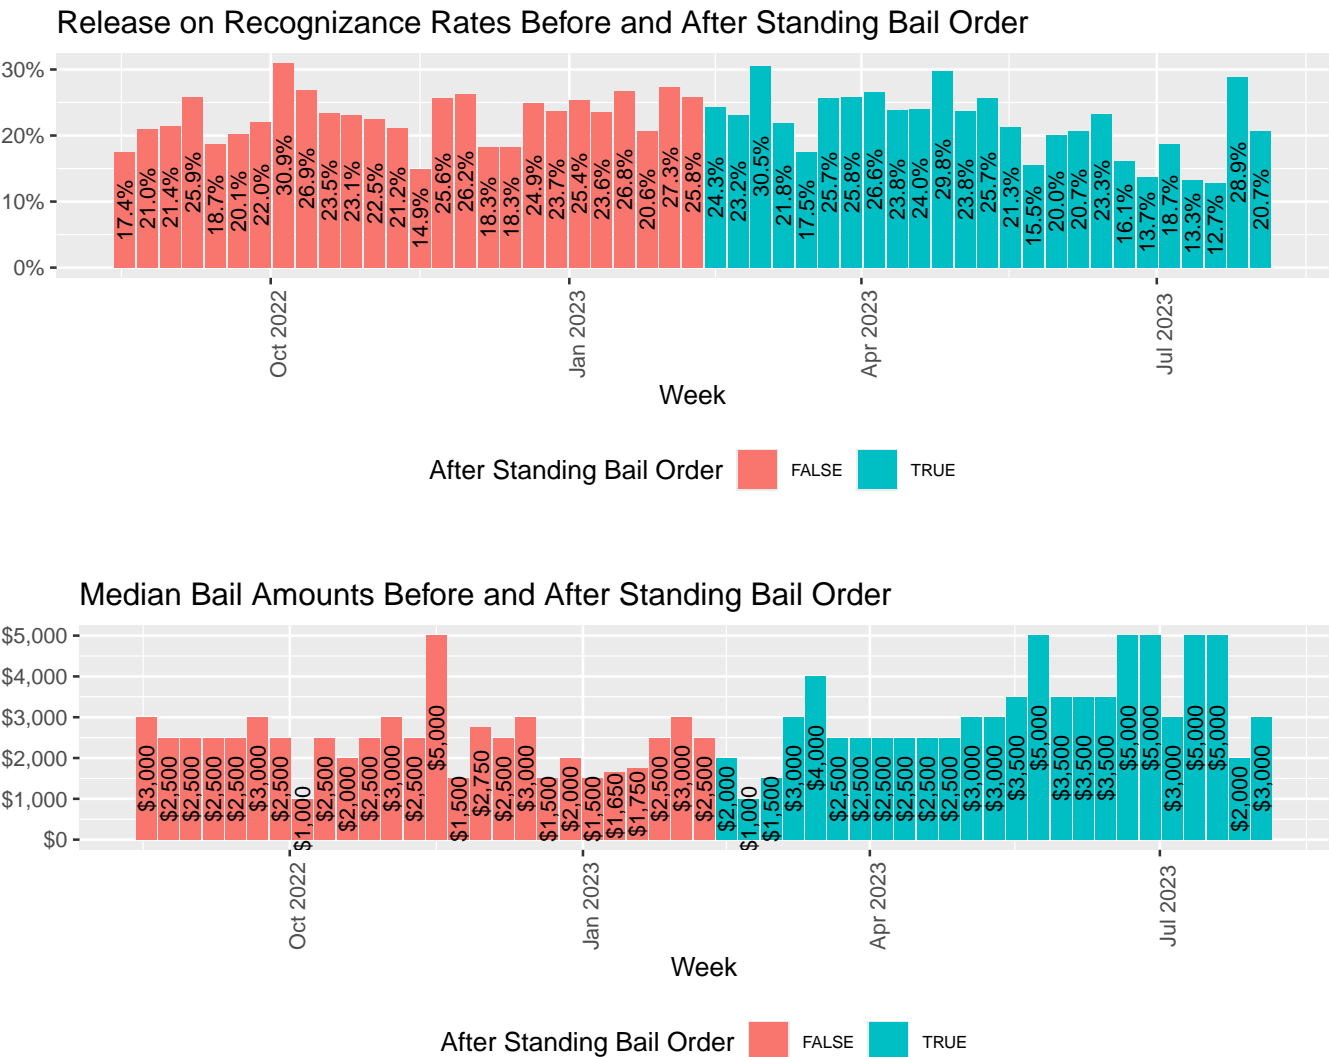 Release on Recognizance Rates Before and After Standing Bail Order
30%
20%
10%
0%
17.4% 21.0% 21.4% 25.9% 18.7% 20.1% 22.0% 30.9% 26.9% 23.5% 23.1% 22.5% 21.2% 14.9% 25.6% 26.2% 18.3% 18.3% 24.9% 23.7% 25.4% 23.6% 26.8% 20.6% 27.3% 25.8% 24.3% 23.2% 30.5% 21.8% 17.5% 25.7% 25.8% 26.6% 23.8% 24.0% 29.8% 23.8% 25.7% 21.3% 15.5% 20.0% 20.7% 23.3% 16.1% 13.7% 18.7% 13.3% 12.7% 28.9% 20.7%
Oct 2022 Jan 2023 Apr 2023 Jul 2023
Week
After Standing Bail Order FALSE TRUE
Median Bail Amounts Before and After Standing Bail Order
$5,000
$4,000
$3,000
$2,000
$1,000
$0
$3,000 $2,500 $2,500 $2,500 $2,500 $3,000 $2,500 $1,000 $2,500 $2,000 $2,500 $3,000 $2,500 $5,000 $1,500 $2,750 $2,500 $3,000 $1,500 $2,000 $1,500 $1,650 $1,750 $2,500 $3,000 $2,500 $2,000 $1,000 $1,500 $3,000 $4,000 $2,500 $2,500 $2,500 $2,500 $2,500 $2,500 $3,000 $3,000 $3,500 $5,000 $3,500 $3,500 $3,500 $5,000 $5,000 $3,000 $5,000 $5,000 $2,000 $3,000
Oct 2022 Jan 2023 Apr 2023 Jul 2023
Week
After Standing Bail Order FALSE TRUE